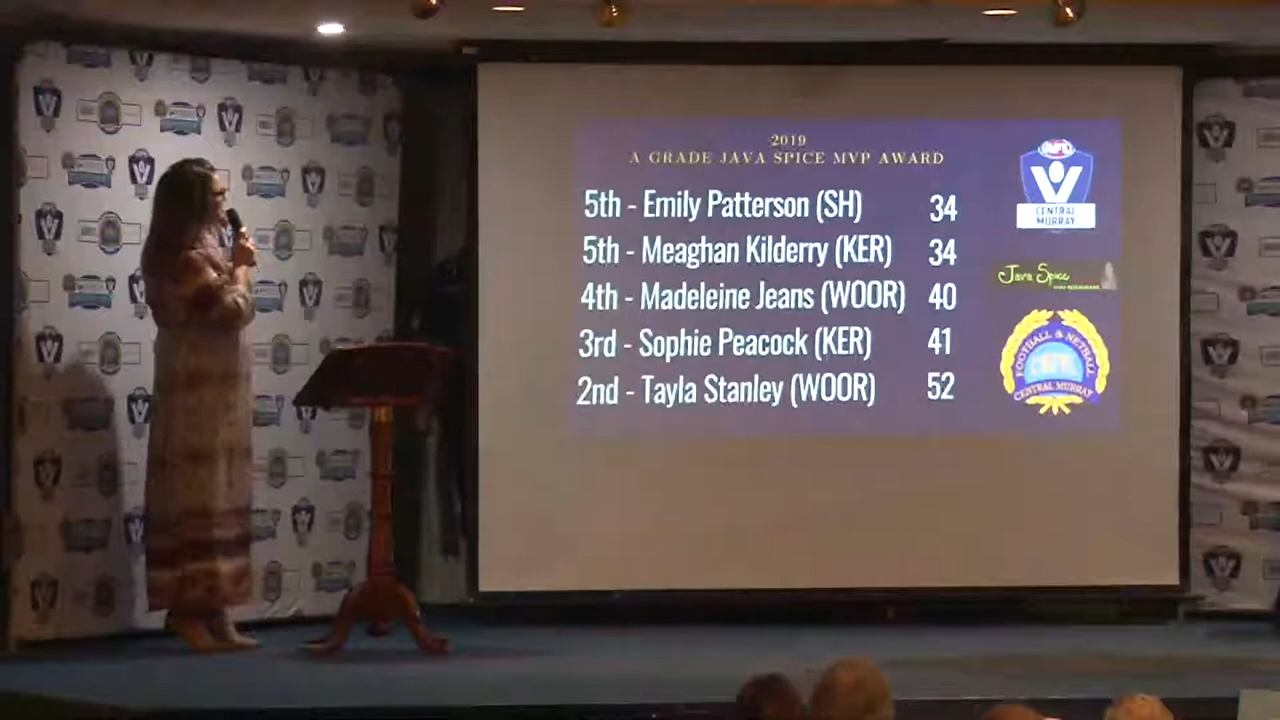 2019
A GRADE JAVA SPICE MVP AWARD
5th - Emily Patterson (SH) 34
5th - Meaghan Kilderry (KER) 34
4th - Madeleine Jeans (WOOR) 40
3rd - Sophie Peacock (KER) 41
2nd - Tayla Stanley (WOOR) 52
AFL
V
CENTRAL
MURRAY
Java Spice
FOOTBALL & NETBALL
CENTRAL MURRAY